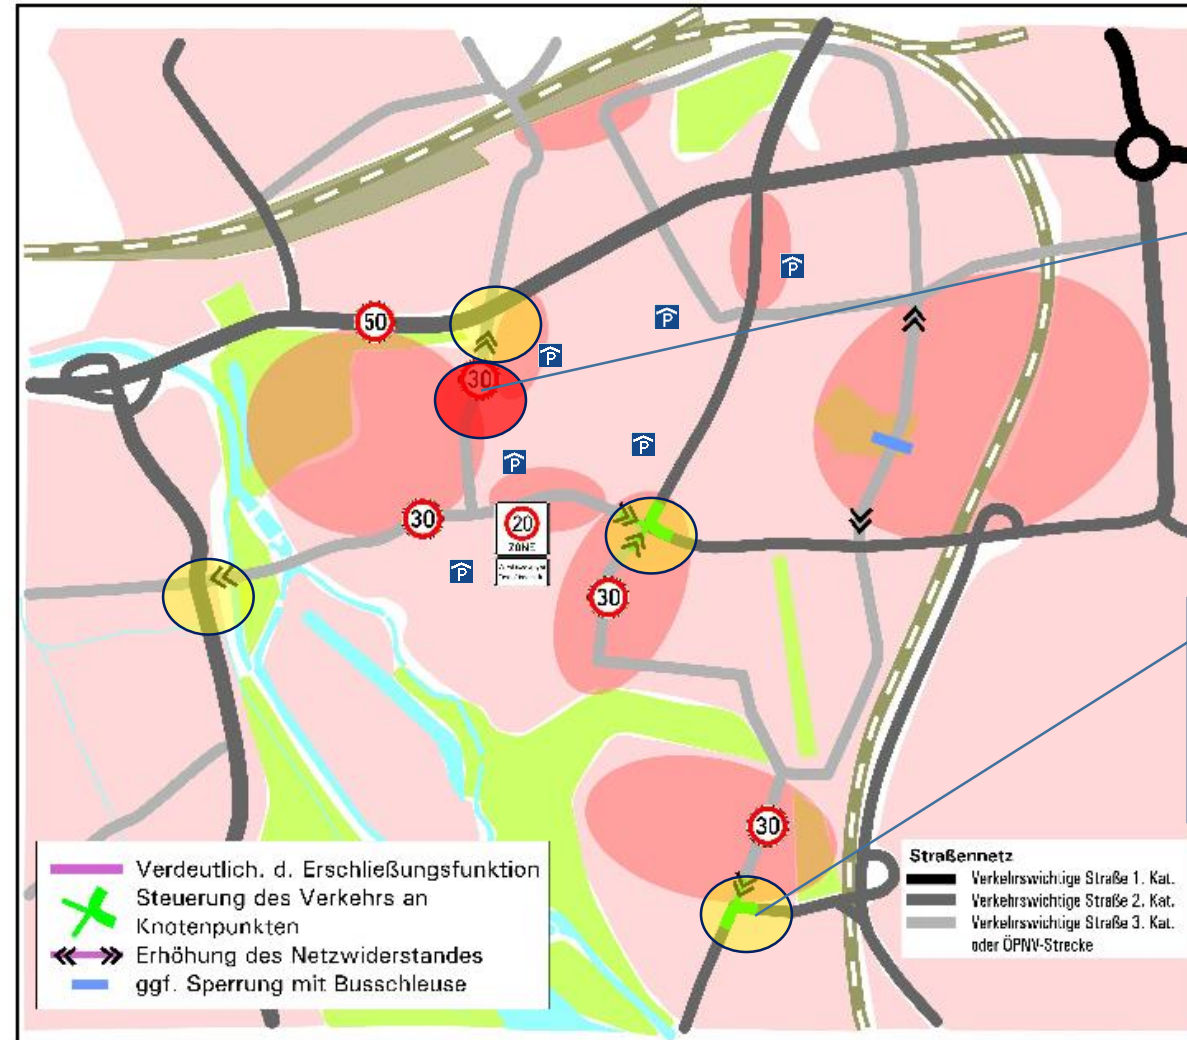 P
P
50
P
30
P
P
30
20
ZONE
P
30
30
Verdeutlich. d. Erschließungsfunktion
Steuerung des Verkehrs an
Knotenpunkten
Erhöhung des Netzwiderstandes
ggf. Sperrung mit Busschleuse
Straßennetz
Verkehrswichtige Straße 1. Kat.
Verkehrswichtige Straße 2. Kat.
Verkehrswichtige Straße 3. Kat.
oder ÖPNV-Strecke